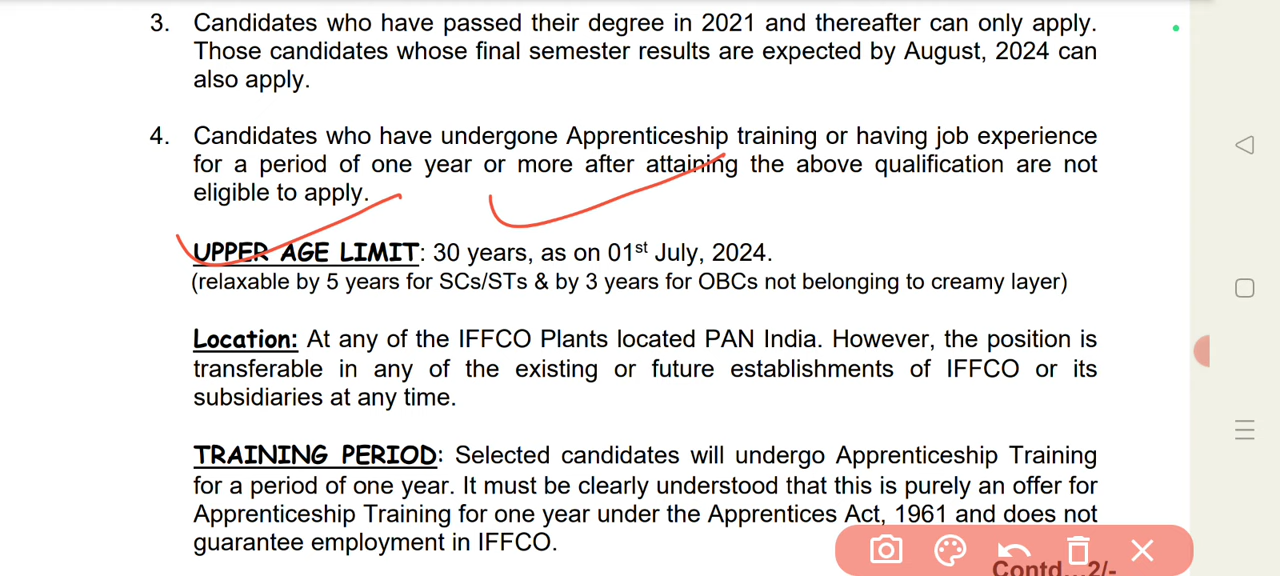 3. Candidates who have passed their degree in 2021 and thereafter can only apply.
Those candidates whose final semester results are expected by August, 2024 can
also apply.
4. Candidates who have undergone Apprenticeship training or having job experience
for a period of one year or more after attaining the above qualification are not
eligible to apply.
UPPER AGE LIMIT: 30 years, as on 01st July, 2024.
(relaxable by 5 years for SCs/STs & by 3 years for OBCs not belonging to creamy layer)
Location: At any of the IFFCO Plants located PAN India. However, the position is
transferable in any of the existing or future establishments of IFFCO or its
subsidiaries at any time.
TRAINING PERIOD: Selected candidates will undergo Apprenticeship Training
for a period of one year. It must be clearly understood that this is purely an offer for
Apprenticeship Training for one year under the Apprentices Act, 1961 and does not
guarantee employment in IFFCO.
Contd...2/-